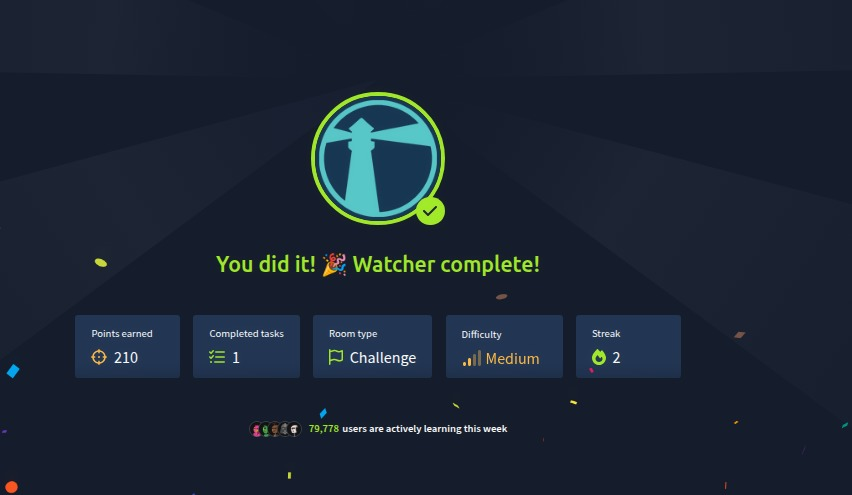 You did it! 🎉 Watcher complete!
Points earned
210
Completed tasks
1
Room type
Challenge
Difficulty
Medium
Streak
2
79,778 users are actively learning this week